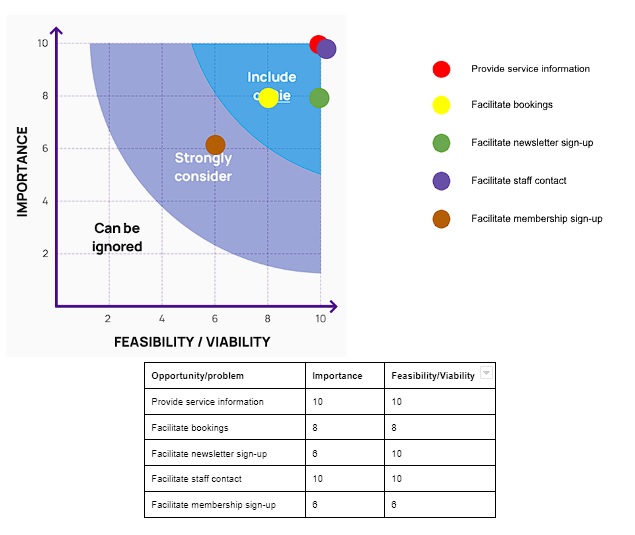 10
8
6
4
2
IMPORTANCE
Include
Strongly
consider
Can be
ignored
2 4 6 8 10
FEASIBILITY / VIABILITY
Provide service information
Facilitate bookings
Facilitate newsletter sign-up
Facilitate staff contact
Facilitate membership sign-up
Opportunity/problem Importance Feasibility/Viability
Provide service information 10 10
Facilitate bookings 8 8
Facilitate newsletter sign-up 6 10
Facilitate staff contact 10 10
Facilitate membership sign-up 6 6